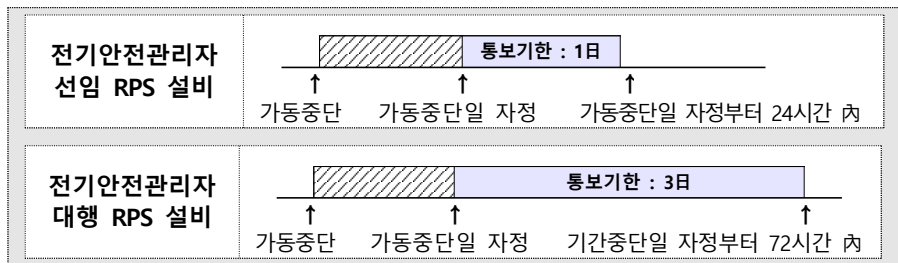 전기안전관리자
선임 RPS 설비
통보기한 : 1日
가동중단 가동중단일 자정 가동중단일 자정부터 24시간 內
전기안전관리자
대행 RPS 설비
통보기한 : 3日
가동중단 가동중단일 자정 기간중단일 자정부터 72시간 內